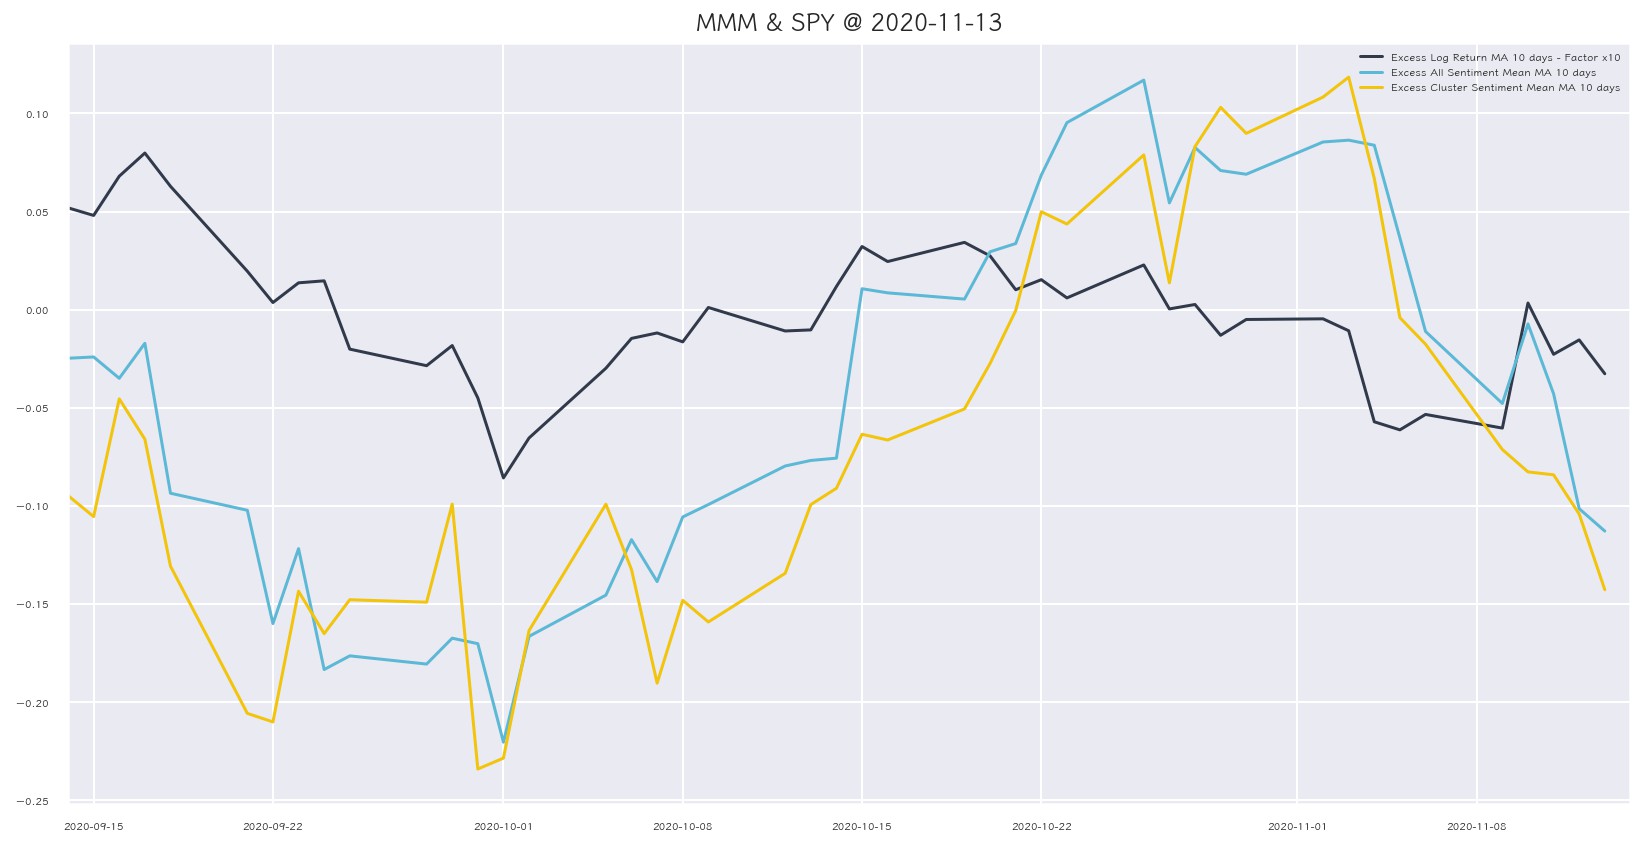 MMM & SPY @ 2020-11-13
Excess Log Return MA 10 days - Factor x10
Excess All Sentiment Mean MA 10 days
Excess Cluster Sentiment Mean MA 10 days
0.10
0.05
0.00
−0.05
−0.10
−0.15
−0.20
−0.25
2020-09-15 2020-09-22 2020-10-01 2020-10-08 2020-10-15 2020-10-22 2020-11-01 2020-11-08